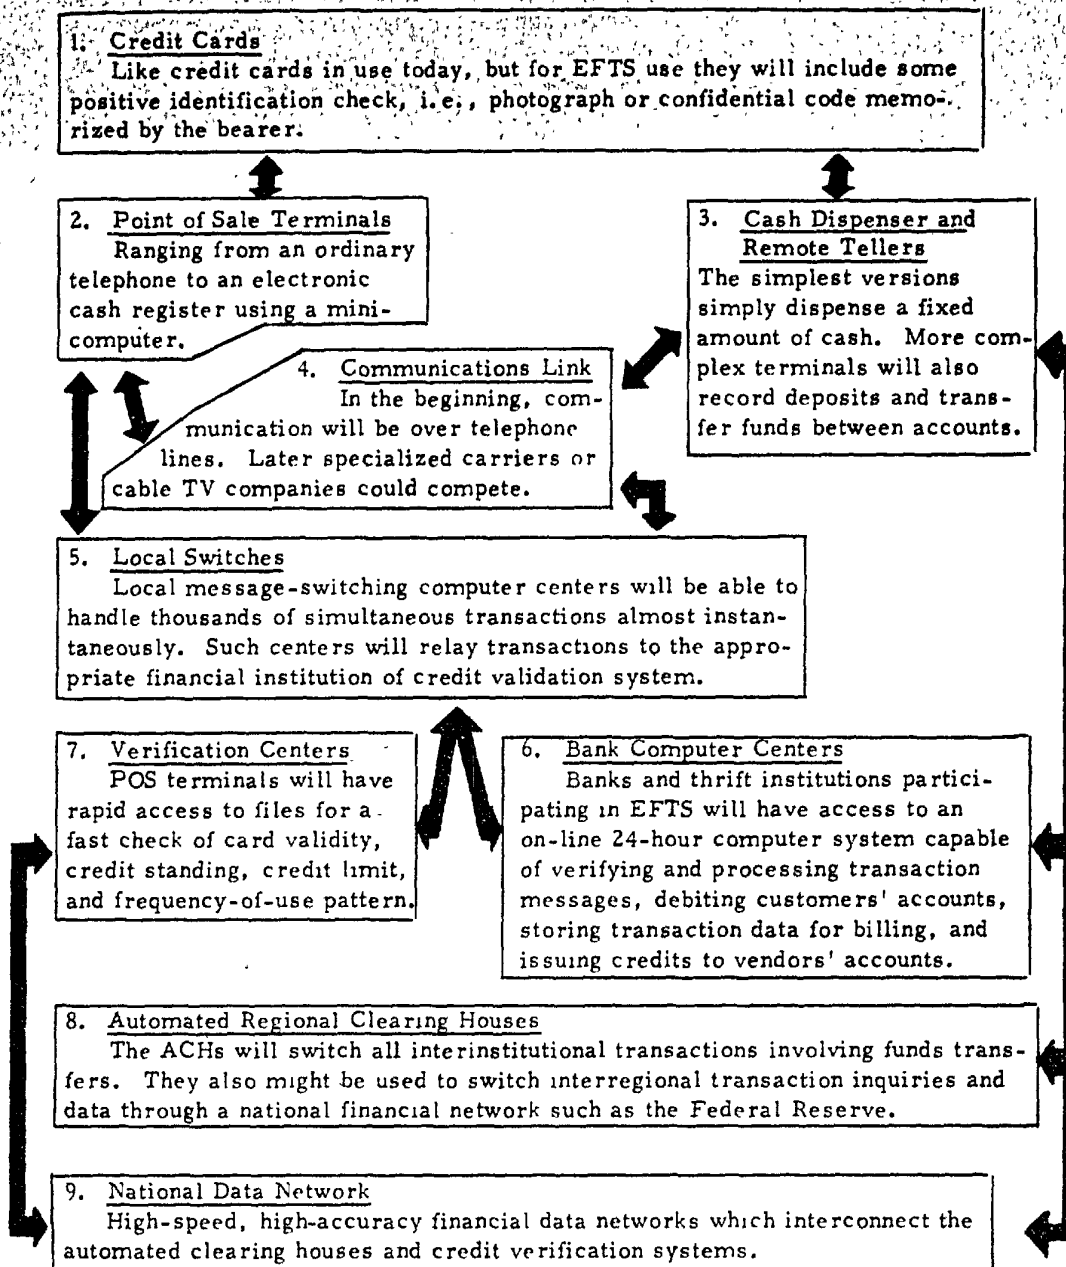 1. Credit Cards
Like credit cards in use today, but for EFTS use they will include some
positive identification check, i.e., photograph or confidential code memo-
rized by the bearer.
2. Point of Sale Terminals
Ranging from an ordinary
telephone to an electronic
cash register using a mini-
computer.
3. Cash Dispenser and
Remote Tellers
The simplest versions
simply dispense a fixed
amount of cash. More com-
plex terminals will also
record deposits and trans-
fer funds between accounts.
4. Communications Link
In the beginning, com-
munication will be over telephone
lines. Later specialized carriers or
cable TV companies could compete.
5. Local Switches
Local message-switching computer centers will be able to
handle thousands of simultaneous transactions almost instan-
taneously. Such centers will relay transactions to the appro-
priate financial institution of credit validation system.
7. Verification Centers
POS terminals will have
rapid access to files for a
fast check of card validity,
credit standing, credit limit,
and frequency-of-use pattern.
6. Bank Computer Centers
Banks and thrift institutions partici-
pating in EFTS will have access to an
on-line 24-hour computer system capable
of verifying and processing transaction
messages, debiting customers' accounts,
storing transaction data for billing, and
issuing credits to vendors' accounts.
8. Automated Regional Clearing Houses
The ACHs will switch all interinstitutional transactions involving funds trans-
fers. They also might be used to switch interregional transaction inquiries and
data through a national financial network such as the Federal Reserve.
9. National Data Network
High-speed, high-accuracy financial data networks which interconnect the
automated clearing houses and credit verification systems.